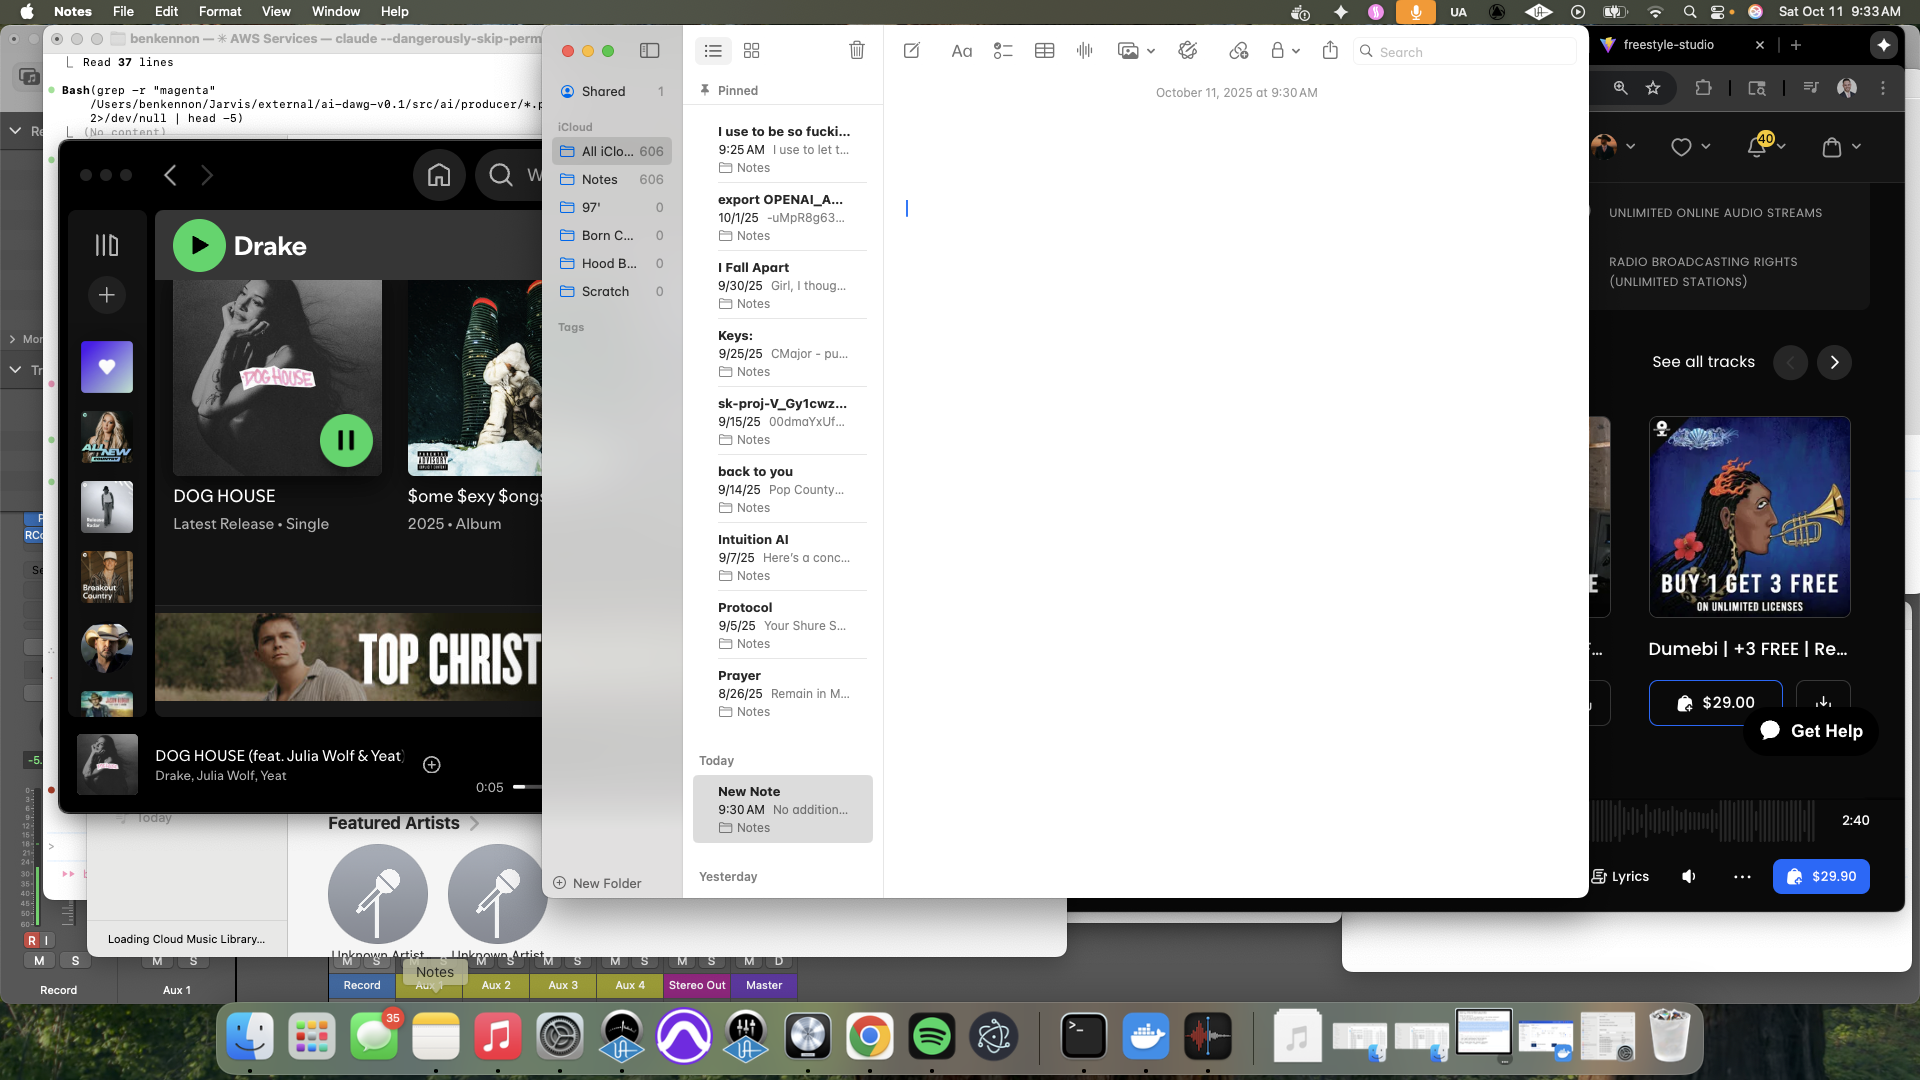 Notes File Edit Format View Window Help
UA
Sat Oct 11 9:33 AM
benkennon — ✳ AWS Services — claude --dangerously-skip-perm
Read 37 lines
Bash(grep -r "magenta"
/Users/benkennon/Jarvis/external/ai-dawg-v0.1/src/ai/producer/*.p
2>/dev/null | head -5)
(No content)
Drake
DOG HOUSE
DOG HOUSE
Latest Release • Single
$ome $exy $ongs
2025 • Album
ALL NEW
Release
Radar
Breakout
Country
TOP CHRIST
DOG HOUSE (feat. Julia Wolf & Yeat)
Drake, Julia Wolf, Yeat
0:05
Today
Featured Artists
Unknown Artist
Unknown Artist
Loading Cloud Music Library...
Shared 1
iCloud
All iClo... 606
Notes 606
97' 0
Born C... 0
Hood B... 0
Scratch 0
Tags
New Folder
Pinned
I use to be so fucki...
9:25 AM I use to let t...
Notes
export OPENAI_A...
10/1/25 -uMpR8g63...
Notes
I Fall Apart
9/30/25 Girl, I thoug...
Notes
Keys:
9/25/25 CMajor - pu...
Notes
sk-proj-V_Gy1cwz...
9/15/25 00dmaYxUf...
Notes
back to you
9/14/25 Pop County...
Notes
Intuition AI
9/7/25 Here's a conc...
Notes
Protocol
9/5/25 Your Shure S...
Notes
Prayer
8/26/25 Remain in M...
Notes
Today
New Note
9:30 AM No addition...
Notes
Yesterday
Aa
Search
October 11, 2025 at 9:30 AM
freestyle-studio
40
UNLIMITED ONLINE AUDIO STREAMS
RADIO BROADCASTING RIGHTS
(UNLIMITED STATIONS)
See all tracks
BUY 1 GET 3 FREE
ON UNLIMITED LICENSES
Dumebi | +3 FREE | Re...
$29.00
Get Help
2:40
Lyrics
$29.90
R I
M S
M S
M S M S M S M S M S M S M D
Record
Aux 1
Record Aux 1 Aux 2 Aux 3 Aux 4 Stereo Out Master
Notes
35